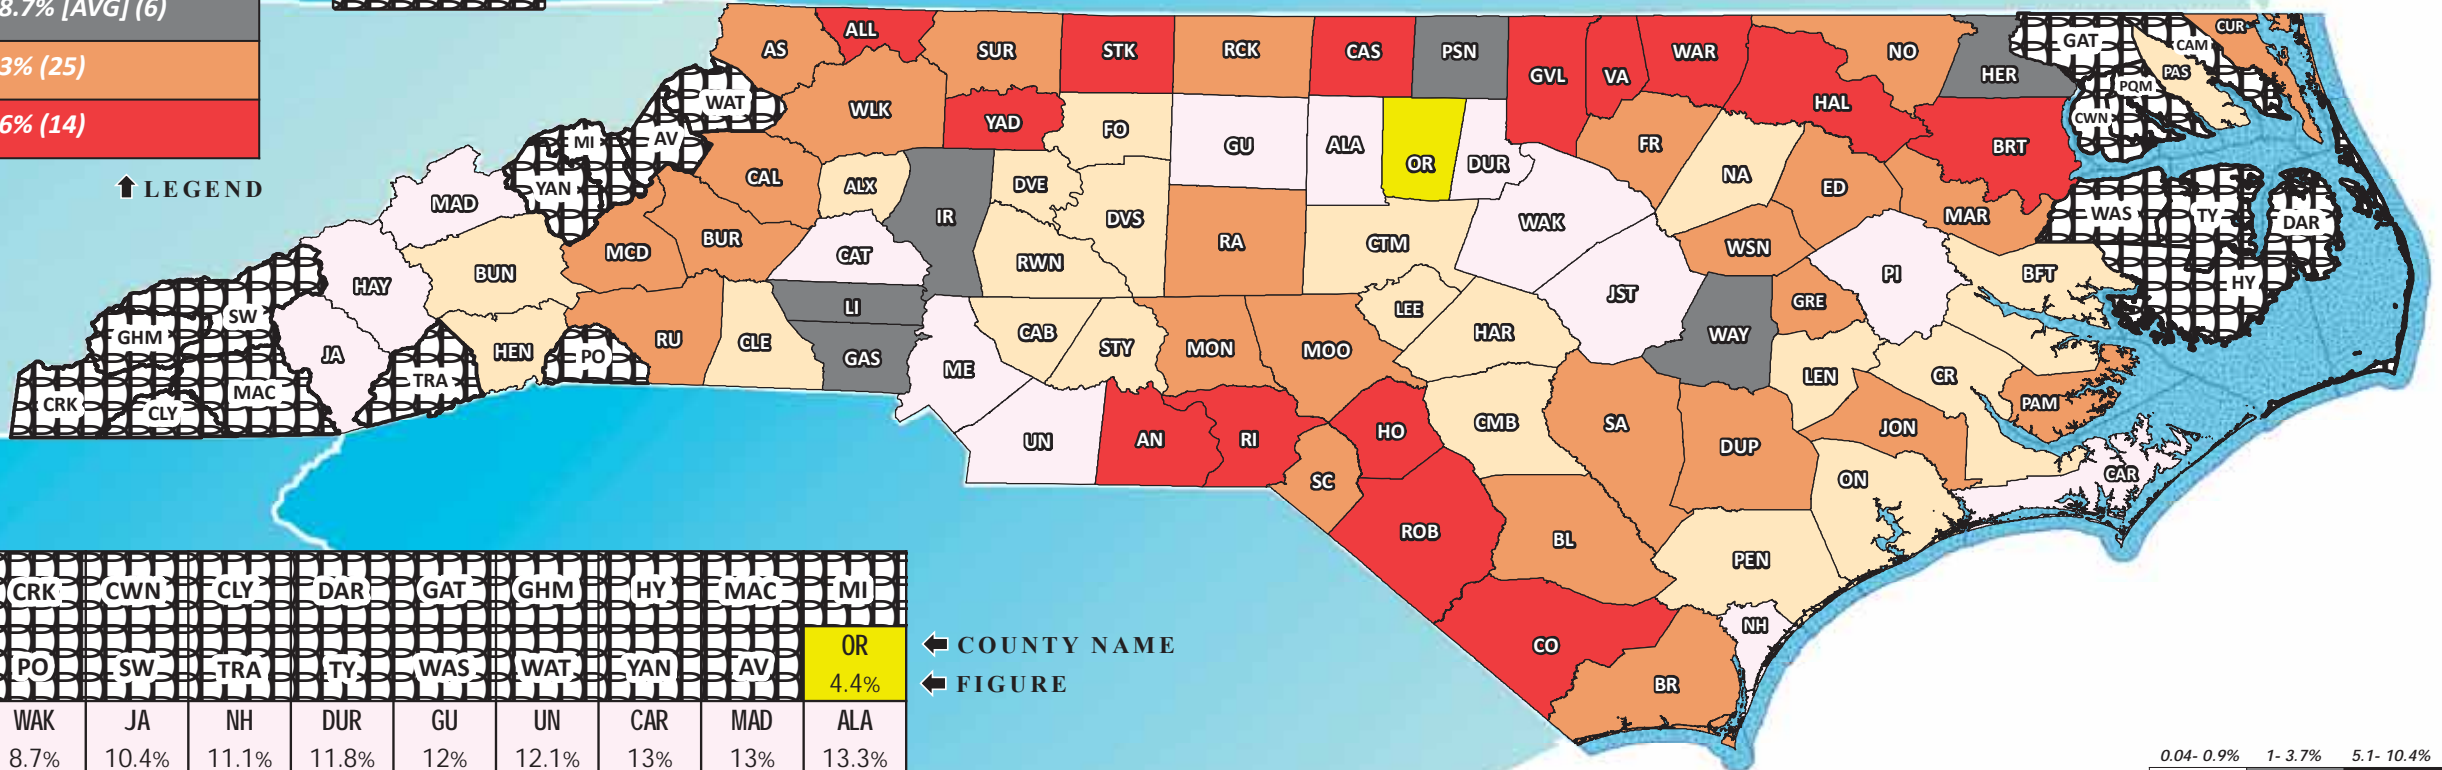 8.7% [AVG] (6)
3% (25)
6% (14)
LEGEND
AS
ALL
SUR
STK
RCK
CAS
PSN
GVL
VA
WAR
HAL
NO
HER
GAT
CAM
CUR
PAS
PQM
CWN
WAT
WLK
YAD
FO
GU
ALA
OR
DUR
FR
NA
ED
BRT
MI
AV
YAN
CAL
ALX
IR
DVE
DVS
RA
CTM
WAK
WSN
MAR
WAS
TY
DAR
MAD
MCD
BUR
CAT
RWN
LEE
JST
GRE
PI
BFT
HY
BUN
HAY
SW
GHM
JA
HEN
PO
RU
CLE
LI
GAS
ME
CAB
STY
MON
MOO
HAR
WAY
LEN
CR
PAM
CRK
CLY
MAC
TRA
UN
AN
RI
HO
CMB
SA
DUP
JON
CAR
SC
ROB
BL
ON
PEN
NH
CO
BR
CRK CWN CLY DAR GAT GHM HY MAC MI
PO SW TRA TY WAS WAT YAN AV OR
4.4%
COUNTY NAME
FIGURE
WAK JA NH DUR GU UN CAR MAD ALA
8.7% 10.4% 11.1% 11.8% 12% 12.1% 13% 13% 13.3%
0.04- 0.9% 1- 3.7% 5.1- 10.4%